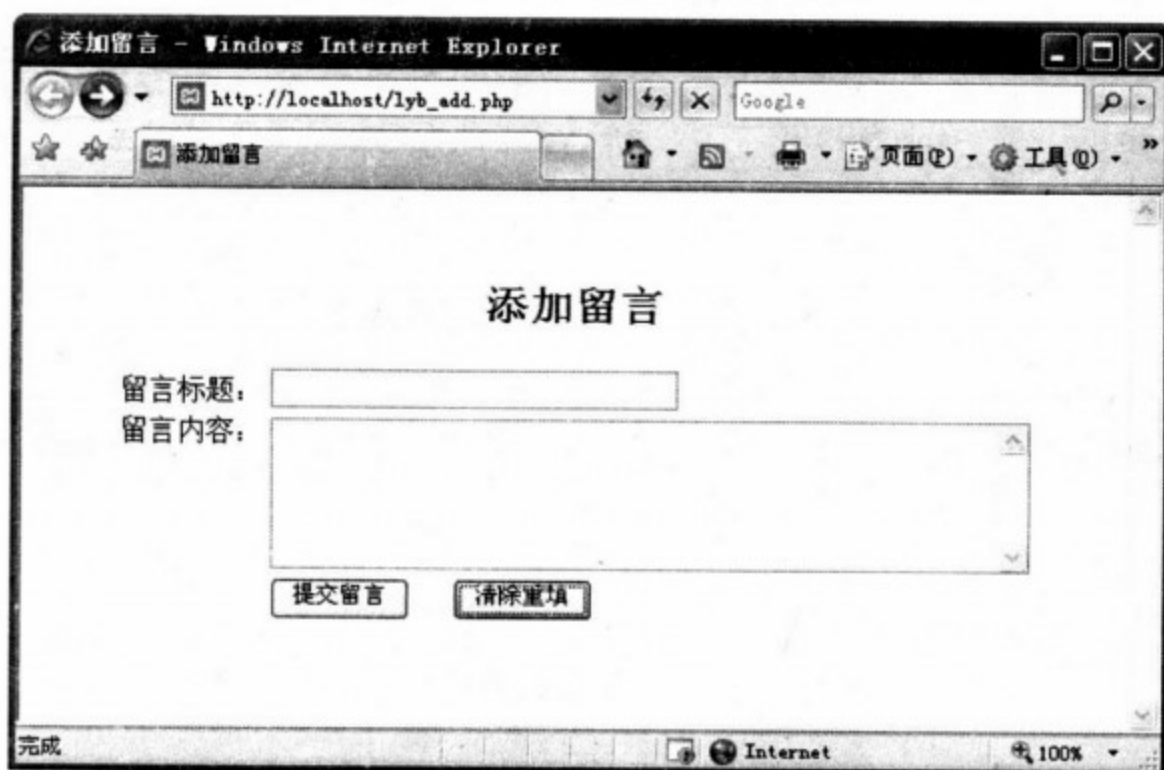 添加留言 - Windows Internet Explorer
http://localhost/lyb_add.php
Google
添加留言
页面(P)
工具(O)
添加留言
留言标题：
留言内容：
提交留言
清除重填
完成
Internet
100%